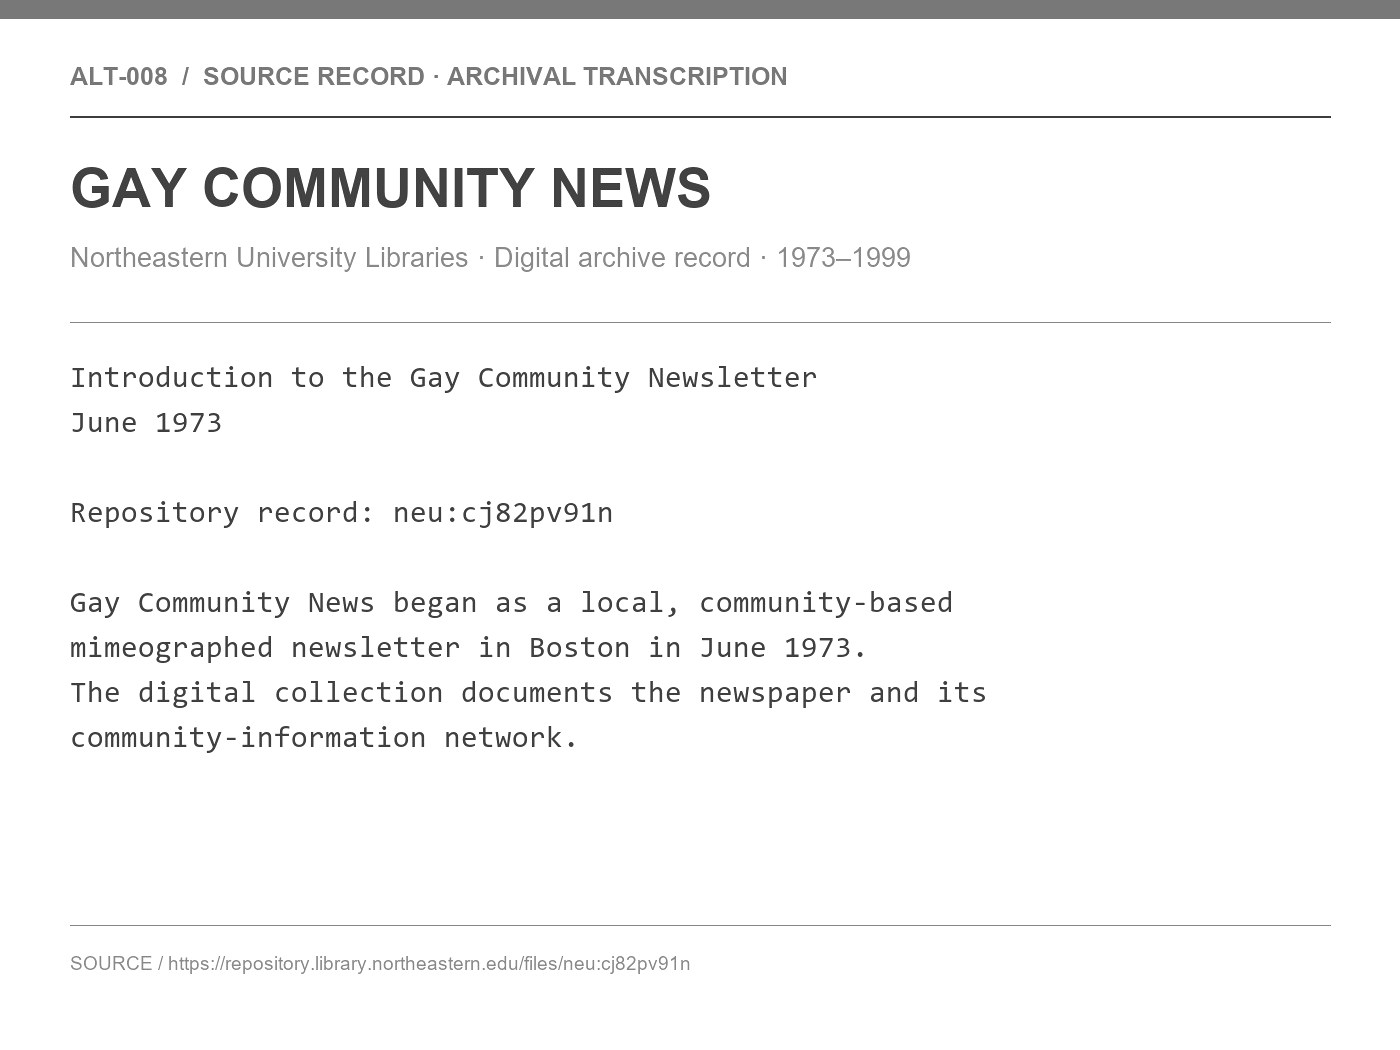 ALT-008 / SOURCE RECORD · ARCHIVAL TRANSCRIPTION
GAY COMMUNITY NEWS
Northeastern University Libraries · Digital archive record · 1973–1999
Introduction to the Gay Community Newsletter
June 1973
Repository record: neu:cj82pv91n
Gay Community News began as a local, community-based
mimeographed newsletter in Boston in June 1973.
The digital collection documents the newspaper and its
community-information network.
SOURCE / https://repository.library.northeastern.edu/files/neu:cj82pv91n